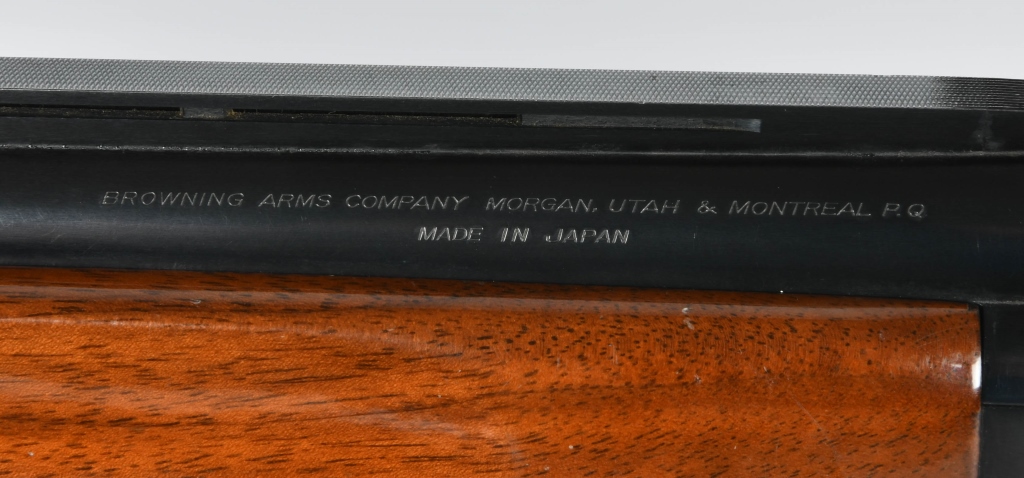 BROWNING ARMS COMPANY MORGAN, UTAH & MONTREAL P.Q.
MADE IN JAPAN